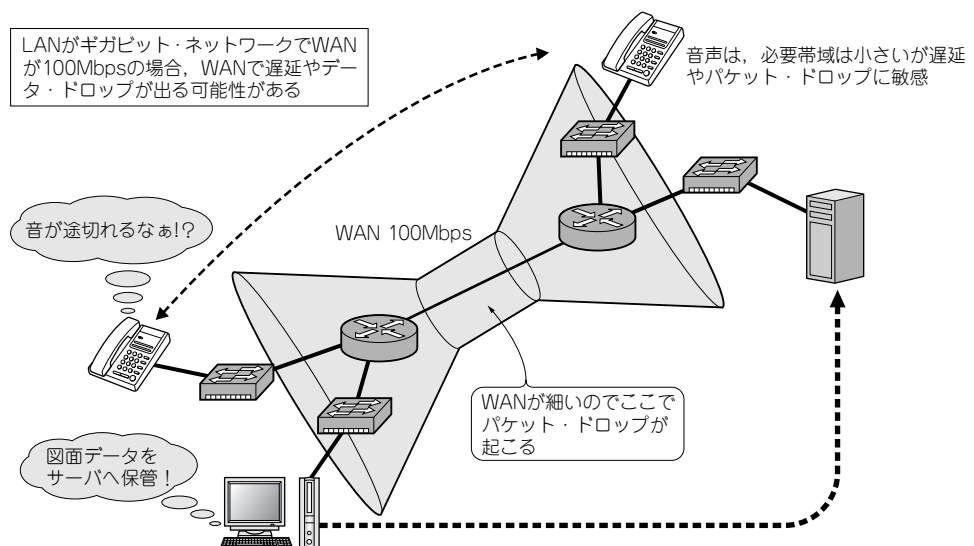 LANがギガビット・ネットワークでWAN
が100Mbpsの場合，WANで遅延やデー
タ・ドロップが出る可能性がある
音声は，必要帯域は小さいが遅延
やパケット・ドロップに敏感
音が途切れるなぁ!?
WAN 100Mbps
WANが細いのでここで
パケット・ドロップが
起こる
図面データを
サーバへ保管！